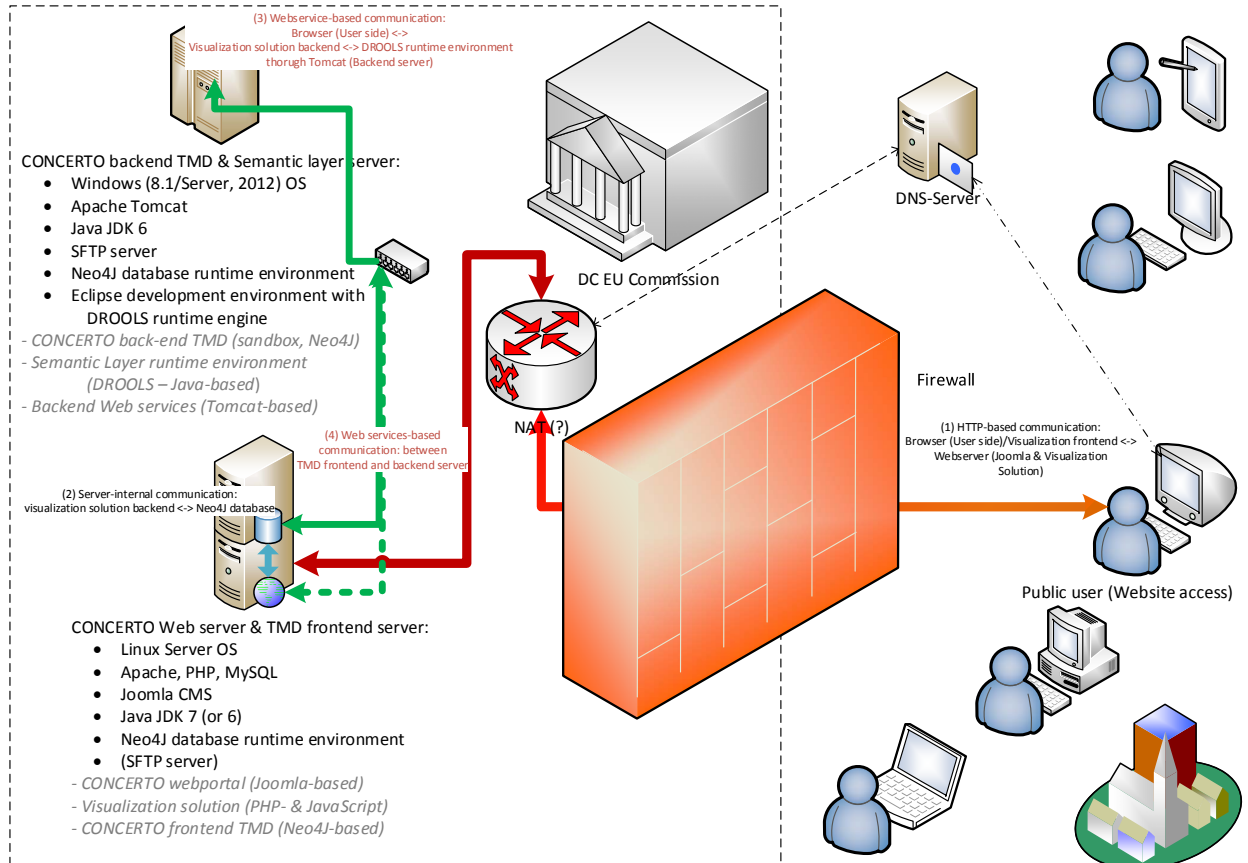 (3) Webservice-based communication:
Browser (User side) <->
Visualization solution backend <-> DROOLS runtime environment
thorugh Tomcat (Backend server)
CONCERTO backend TMD & Semantic layer server:
• Windows (8.1/Server, 2012) OS
• Apache Tomcat
• Java JDK 6
• SFTP server
• Neo4J database runtime environment
• Eclipse development environment with
DROOLS runtime engine
- CONCERTO back-end TMD (sandbox, Neo4J)
- Semantic Layer runtime environment
(DROOLS – Java-based)
- Backend Web services (Tomcat-based)
DC EU Commission
DNS-Server
NAT (?)
Firewall
(4) Web services-based
communication: between
TMD frontend and backend server
(1) HTTP-based communication:
Browser (User side)/Visualization frontend <->
Webserver (Joomla & Visualization
Solution)
(2) Server-internal communication:
visualization solution backend <-> Neo4J database
Public user (Website access)
CONCERTO Web server & TMD frontend server:
• Linux Server OS
• Apache, PHP, MySQL
• Joomla CMS
• Java JDK 7 (or 6)
• Neo4J database runtime environment
• (SFTP server)
- CONCERTO webportal (Joomla-based)
- Visualization solution (PHP- & JavaScript)
- CONCERTO frontend TMD (Neo4J-based)